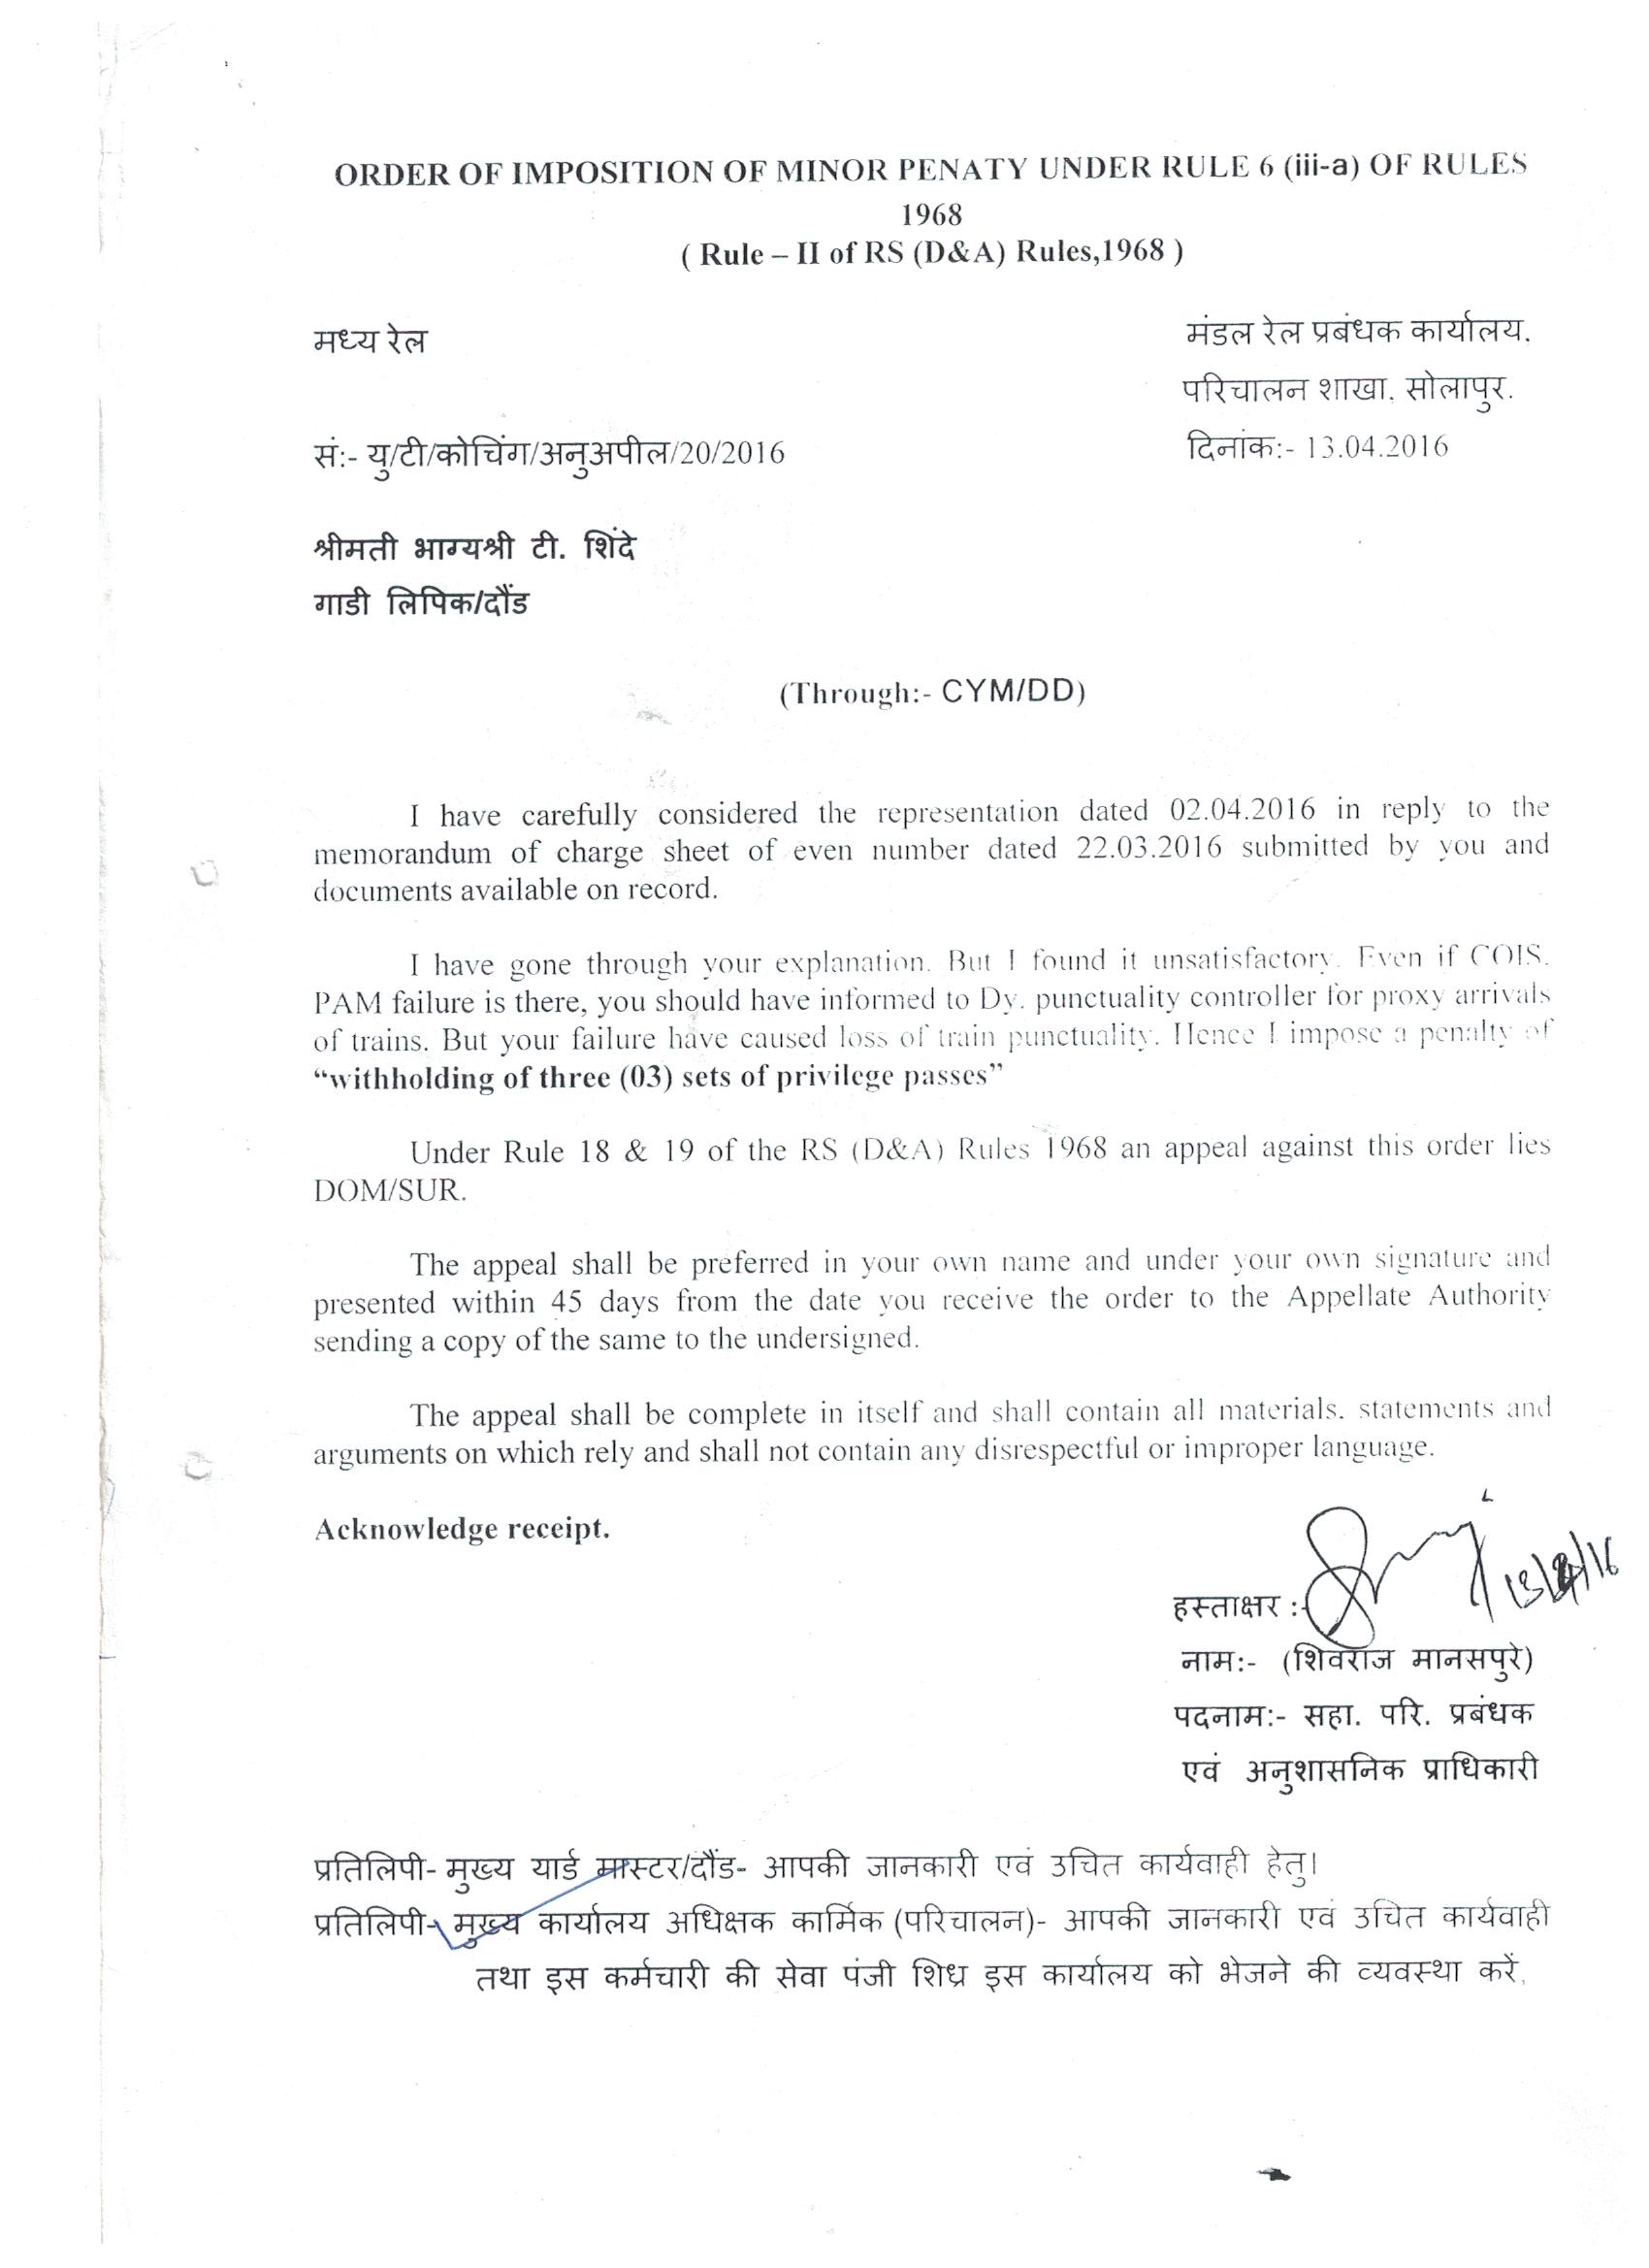 ORDER OF IMPOSITION OF MINOR PENATY UNDER RULE 6 (iii-a) OF RULES
1968
( Rule – II of RS (D&A) Rules,1968 )
मध्य रेल
मंडल रेल प्रबंधक कार्यालय.
परिचालन शाखा. सोलापुर.
सं:- यु/टी/कोचिंग/अनुअपील/20/2016
दिनांक:- 13.04.2016
श्रीमती भाग्यश्री टी. शिंदे
गाडी लिपिक/दौंड
(Through:- CYM/DD)
I have carefully considered the representation dated 02.04.2016 in reply to the
memorandum of charge sheet of even number dated 22.03.2016 submitted by you and
documents available on record.
I have gone through your explanation. But I found it unsatisfactory. Even if COIS.
PAM failure is there, you should have informed to Dy. punctuality controller for proxy arrivals
of trains. But your failure have caused loss of train punctuality. Hence I impose a penalty of
“withholding of three (03) sets of privilege passes”
Under Rule 18 & 19 of the RS (D&A) Rules 1968 an appeal against this order lies
DOM/SUR.
The appeal shall be preferred in your own name and under your own signature and
presented within 45 days from the date you receive the order to the Appellate Authority
sending a copy of the same to the undersigned.
The appeal shall be complete in itself and shall contain all materials. statements and
arguments on which rely and shall not contain any disrespectful or improper language.
Acknowledge receipt.
हस्ताक्षर :- 13/4/16
नाम:- (शिवराज मानसपुरे)
पदनाम:- सहा. परि. प्रबंधक
एवं अनुशासनिक प्राधिकारी
प्रतिलिपी- मुख्य यार्ड मास्टर/दौंड- आपकी जानकारी एवं उचित कार्यवाही हेतु।
प्रतिलिपी- मुख्य कार्यालय अधिक्षक कार्मिक (परिचालन)- आपकी जानकारी एवं उचित कार्यवाही
तथा इस कर्मचारी की सेवा पंजी शिध्र इस कार्यालय को भेजने की व्यवस्था करें.